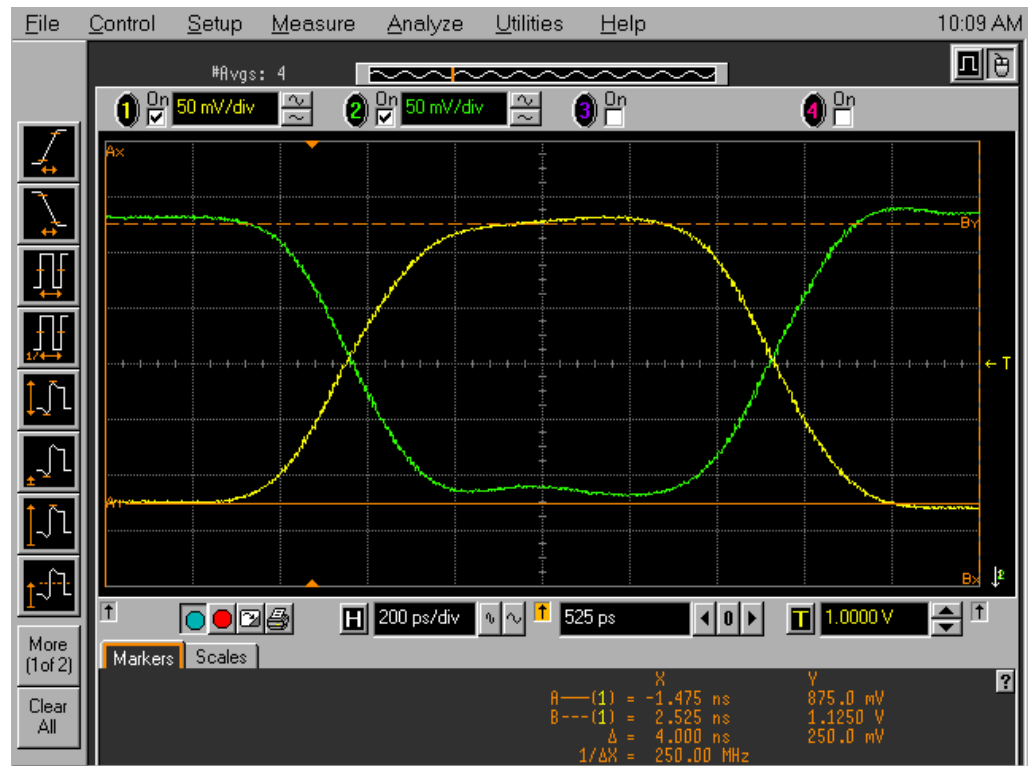 File Control Setup Measure Analyze Utilities Help 10:09 AM
#Avgs: 4
1 On 50 mV/div 2 On 50 mV/div 3 On 4 On
Ax
By
← T
Bx
2
1/
H 200 ps/div 525 ps 0 T 1.0000 V
More
(1of 2)
Clear
All
Markers Scales
?
X Y
A——(1) = -1.475 ns 875.0 mV
B---(1) = 2.525 ns 1.1250 V
Δ = 4.000 ns 250.0 mV
1/ΔX = 250.00 MHz